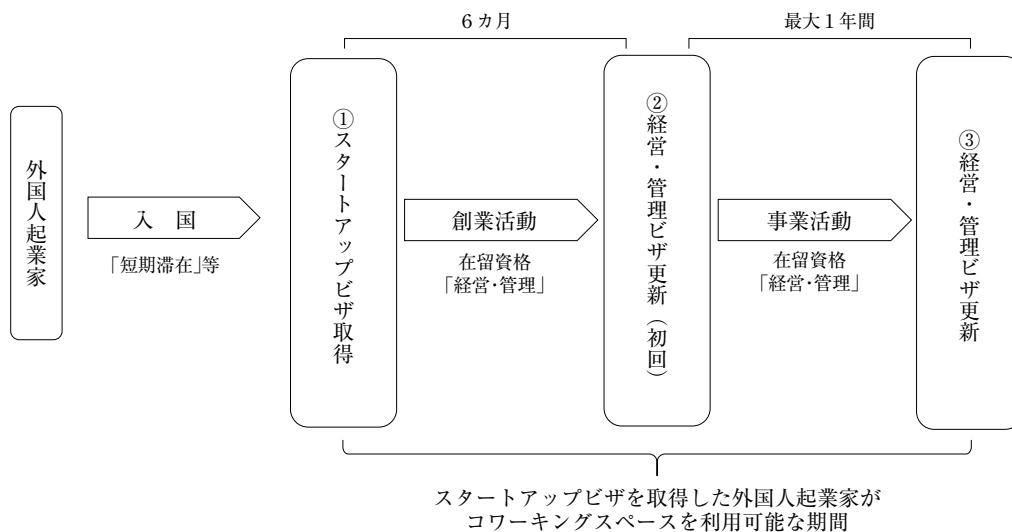 6カ月
最大1年間
外国人起業家
入　国
「短期滞在」等
①スタートアップビザ取得
創業活動
在留資格
「経営・管理」
②経営・管理ビザ更新（初回）
事業活動
在留資格
「経営・管理」
③経営・管理ビザ更新
スタートアップビザを取得した外国人起業家が
コワーキングスペースを利用可能な期間